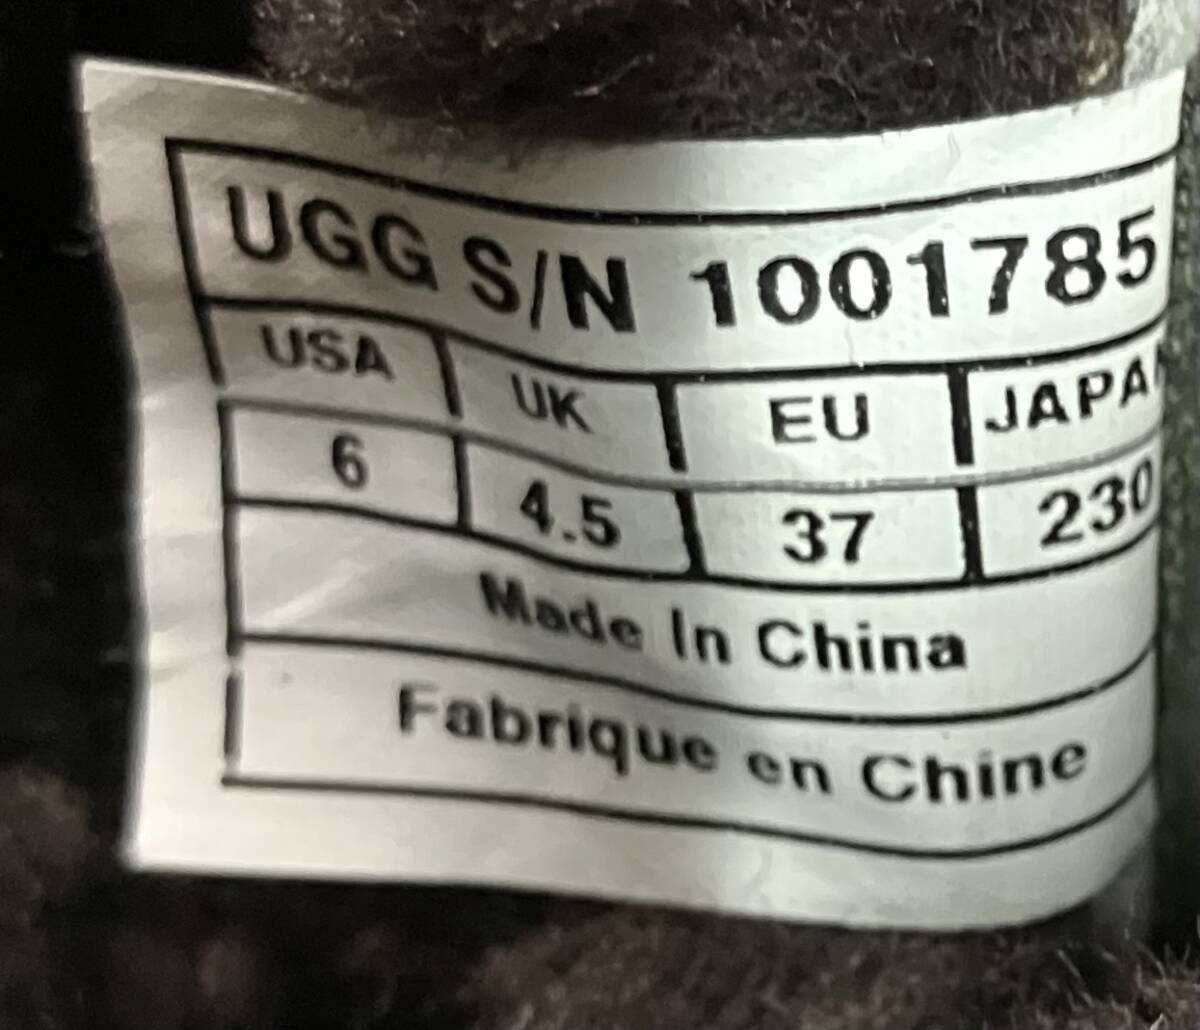 UGG S/N 1001785
USA UK EU JAPAN
6 4.5 37 230
Made In China
Fabrique en Chine